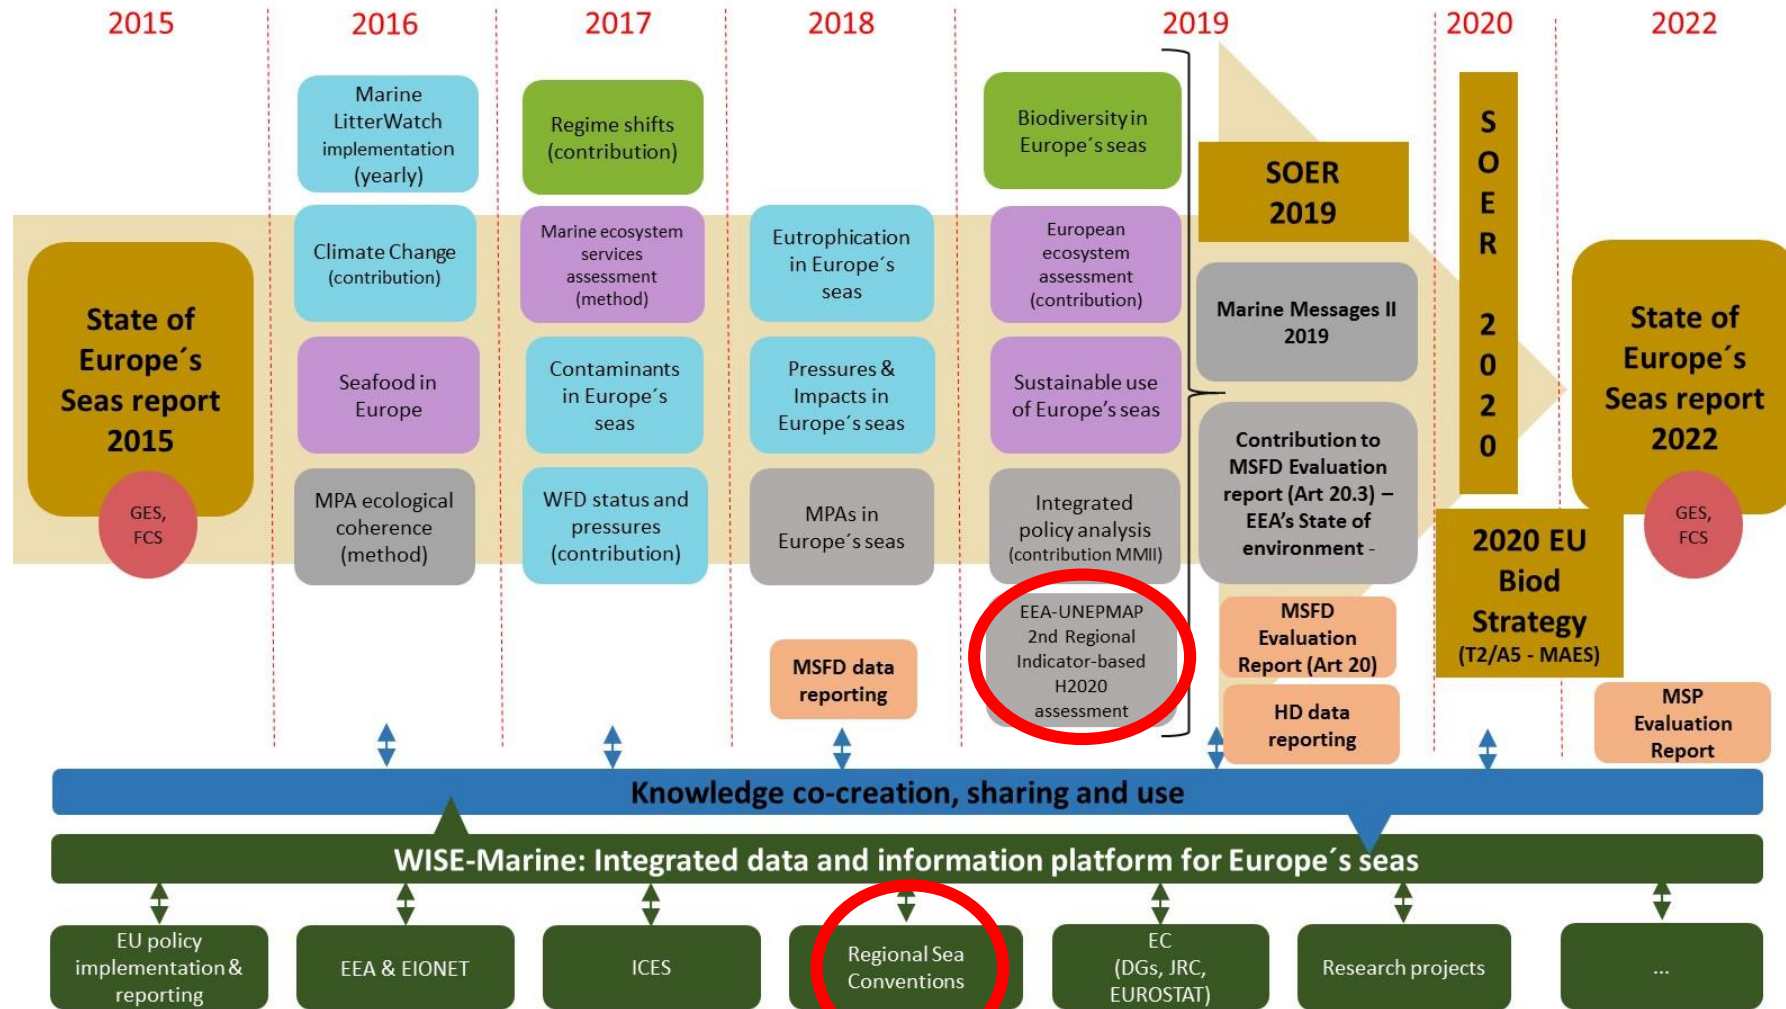 2015
2016
2017
2018
2019
2020
2022
State of
Europe´s
Seas report
2015
GES,
FCS
Marine
LitterWatch
implementation
(yearly)
Climate Change
(contribution)
Seafood in
Europe
MPA ecological
coherence
(method)
Regime shifts
(contribution)
Marine ecosystem
services
assessment
(method)
Contaminants
in Europe´s
seas
WFD status and
pressures
(contribution)
Eutrophication
in Europe´s
seas
Pressures &
Impacts in
Europe´s seas
MPAs in
Europe´s seas
MSFD data
reporting
Biodiversity in
Europe´s seas
European
ecosystem
assessment
(contribution)
Sustainable use
of Europe’s seas
Integrated
policy analysis
(contribution MMII)
EEA-UNEPMAP
2nd Regional
Indicator-based
H2020
assessment
SOER
2019
Marine Messages II
2019
Contribution to
MSFD Evaluation
report (Art 20.3) –
EEA’s State of
environment -
MSFD
Evaluation
Report (Art 20)
HD data
reporting
S
O
E
R
2
0
2
0
2020 EU
Biod
Strategy
(T2/A5 - MAES)
State of
Europe´s
Seas report
2022
GES,
FCS
MSP
Evaluation
Report
Knowledge co-creation, sharing and use
WISE-Marine: Integrated data and information platform for Europe´s seas
EU policy
implementation &
reporting
EEA & EIONET
ICES
Regional Sea
Conventions
EC
(DGs, JRC,
EUROSTAT)
Research projects
...